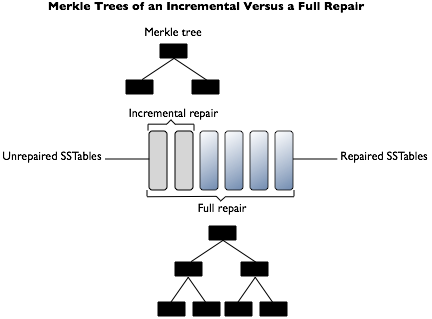 Merkle Trees of an Incremental Versus a Full Repair
Merkle tree
Incremental repair
Unrepaired SSTables
Repaired SSTables
Full repair